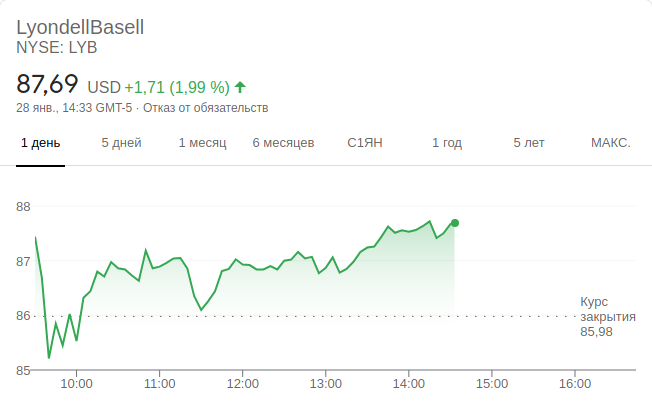 LyondellBasell
NYSE: LYB
87,69 USD +1,71 (1,99 %)
28 янв., 14:33 GMT-5 · Отказ от обязательств
1 день 5 дней 1 месяц 6 месяцев С1ЯН 1 год 5 лет МАКС.
88
87
86
85
Курс
закрытия
85,98
10:00 11:00 12:00 13:00 14:00 15:00 16:00